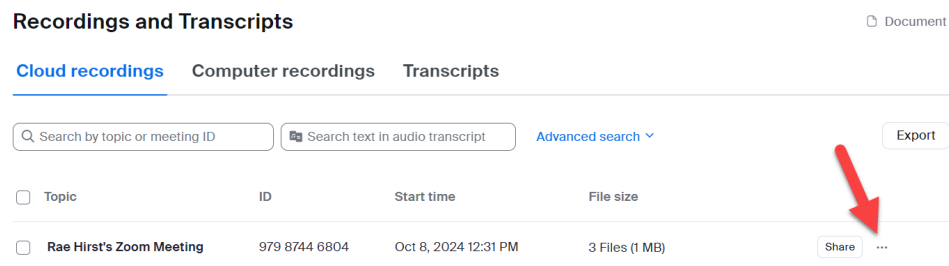 Recordings and Transcripts
Document
Cloud recordings Computer recordings Transcripts
Search by topic or meeting ID Search text in audio transcript Advanced search Export
Topic ID Start time File size
Rae Hirst's Zoom Meeting 979 8744 6804 Oct 8, 2024 12:31 PM 3 Files (1 MB) Share ...